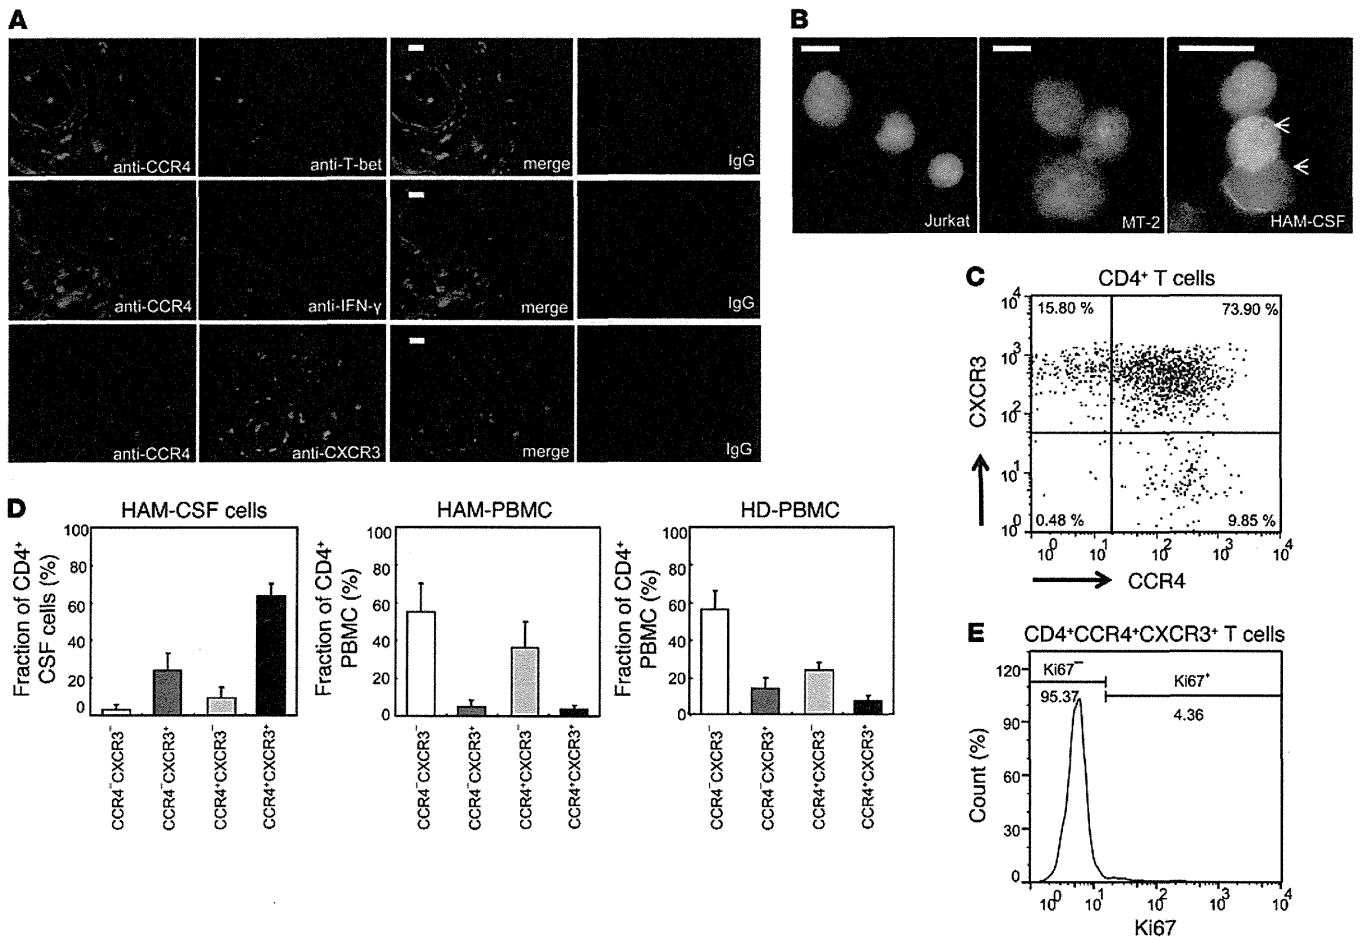 A
anti-CCR4
anti-T-bet
merge
IgG
anti-CCR4
anti-IFN-γ
merge
IgG
anti-CCR4
anti-CXCR3
merge
IgG
B
Jurkat
MT-2
HAM-CSF
C
CD4⁺ T cells
10⁴
10³
10²
10¹
10⁰
15.80 %
73.90 %
0.48 %
9.85 %
CXCR3
10⁰ 10¹ 10² 10³ 10⁴
CCR4
D
HAM-CSF cells
Fraction of CD4⁺
CSF cells (%)
100
80
60
40
20
0
CCR4⁻CXCR3⁻
CCR4⁻CXCR3⁺
CCR4⁺CXCR3⁻
CCR4⁺CXCR3⁺
HAM-PBMC
Fraction of CD4⁺
PBMC (%)
100
80
60
40
20
0
CCR4⁻CXCR3⁻
CCR4⁻CXCR3⁺
CCR4⁺CXCR3⁻
CCR4⁺CXCR3⁺
HD-PBMC
Fraction of CD4⁺
PBMC (%)
100
80
60
40
20
0
CCR4⁻CXCR3⁻
CCR4⁻CXCR3⁺
CCR4⁺CXCR3⁻
CCR4⁺CXCR3⁺
E
CD4⁺CCR4⁺CXCR3⁺ T cells
Count (%)
120
90
60
30
0
Ki67⁻
95.37
Ki67⁺
4.36
10⁰ 10¹ 10² 10³ 10⁴
Ki67